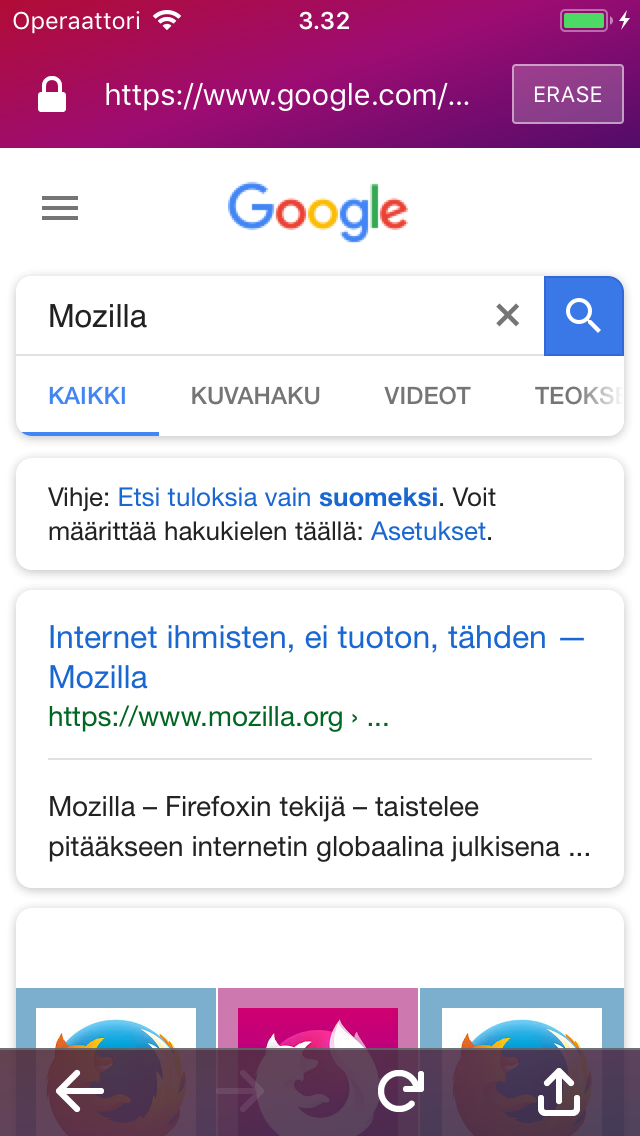 Operaattori 3.32
https://www.google.com/... ERASE
Google
Mozilla
KAIKKI KUVAHAKU VIDEOT TEOKSE
Vihje: Etsi tuloksia vain suomeksi. Voit
määrittää hakukielen täällä: Asetukset.
Internet ihmisten, ei tuoton, tähden —
Mozilla
https://www.mozilla.org › ...
Mozilla – Firefoxin tekijä – taistelee
pitääkseen internetin globaalina julkisena ...